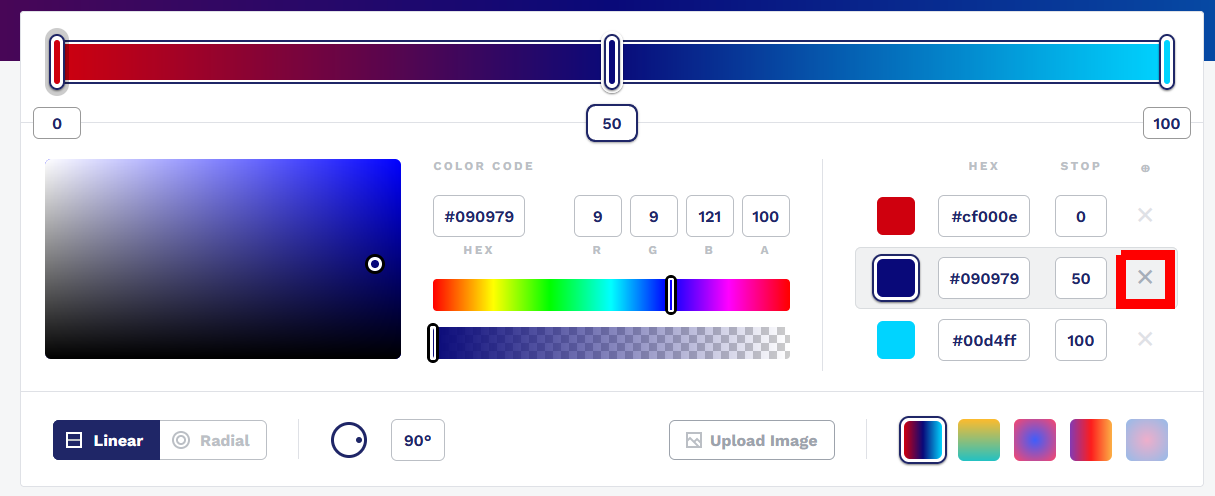 0 50 100
COLOR CODE HEX STOP
#090979 9 9 121 100 #cf000e 0
HEX R G B A
#090979 50
#00d4ff 100
Linear Radial 90° Upload Image